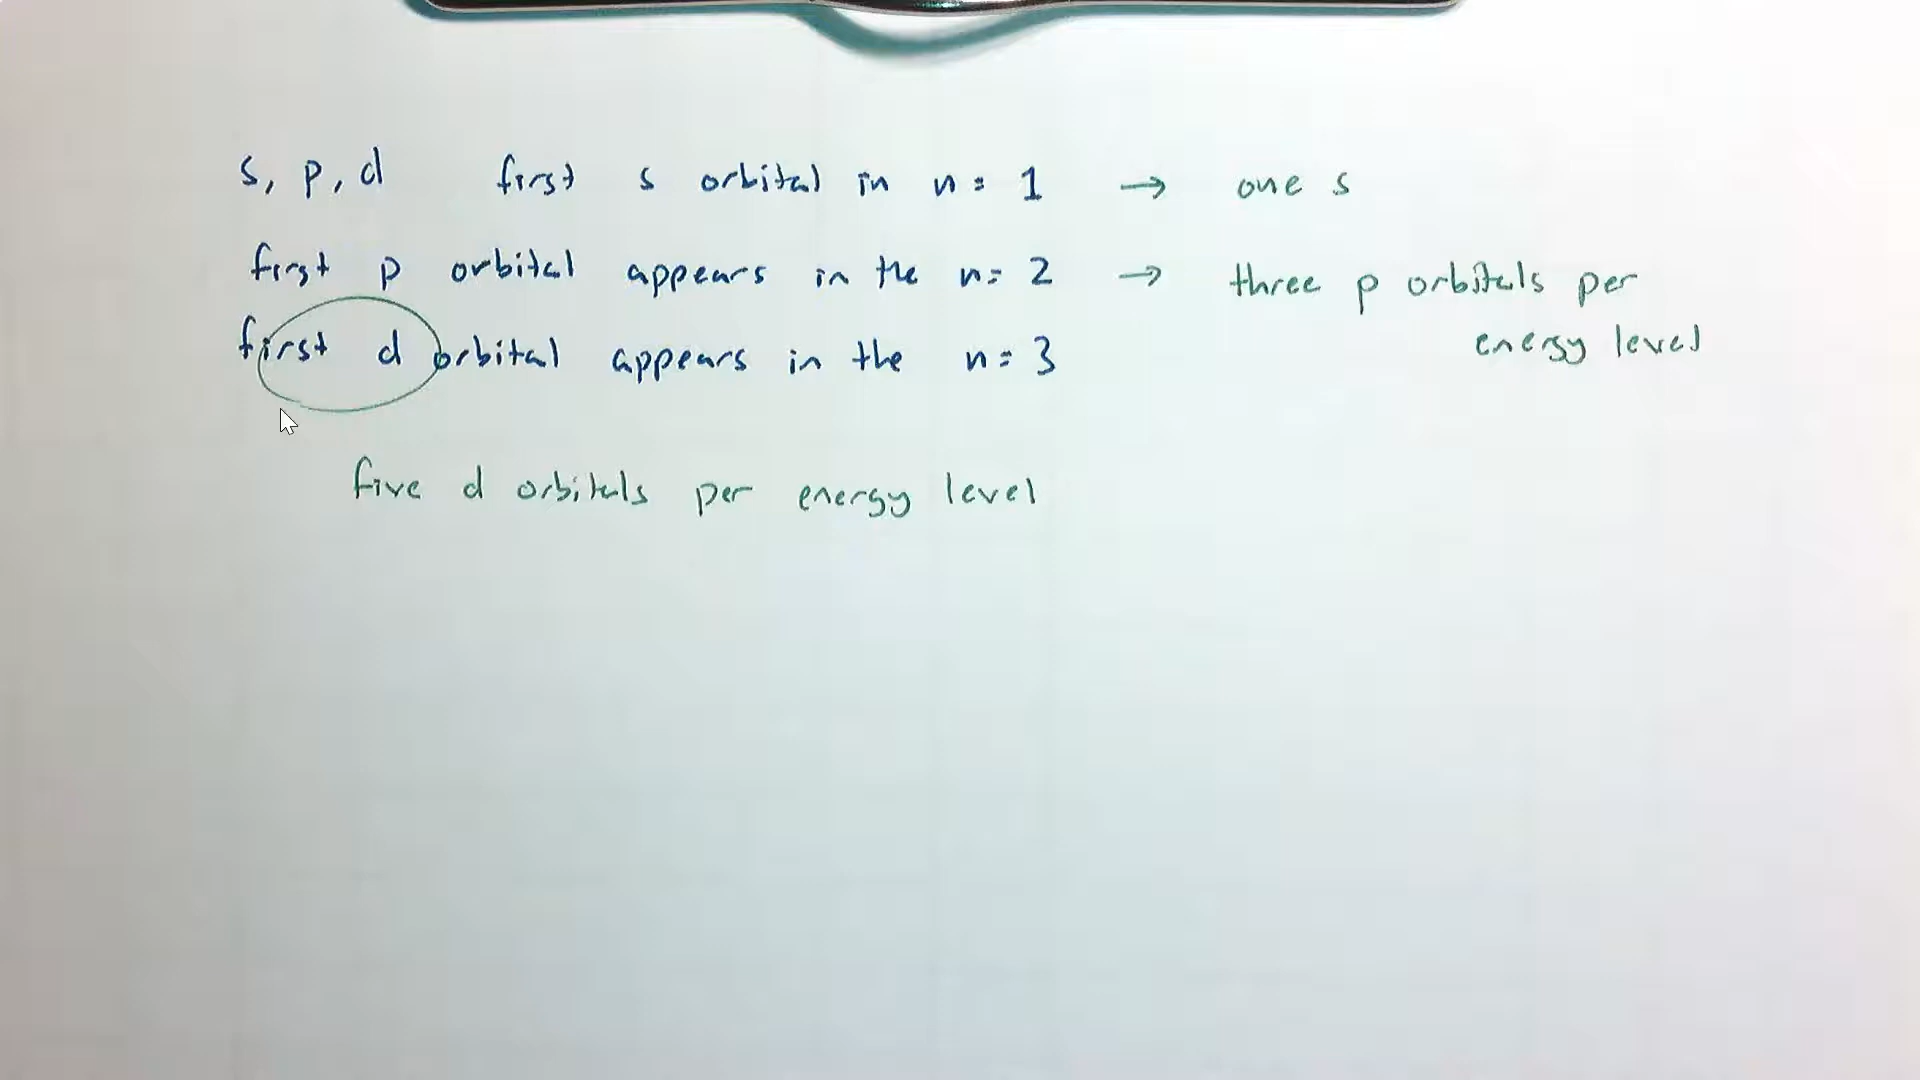 s, p, d first s orbital in n = 1 → one s
first p orbital appears in the n = 2 → three p orbitals per
energy level
first d orbital appears in the n = 3
five d orbitals per energy level